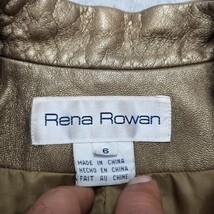 Rena Rowan
6
MADE IN CHINA
HECHO EN CHINA
FAIT AU CHINE